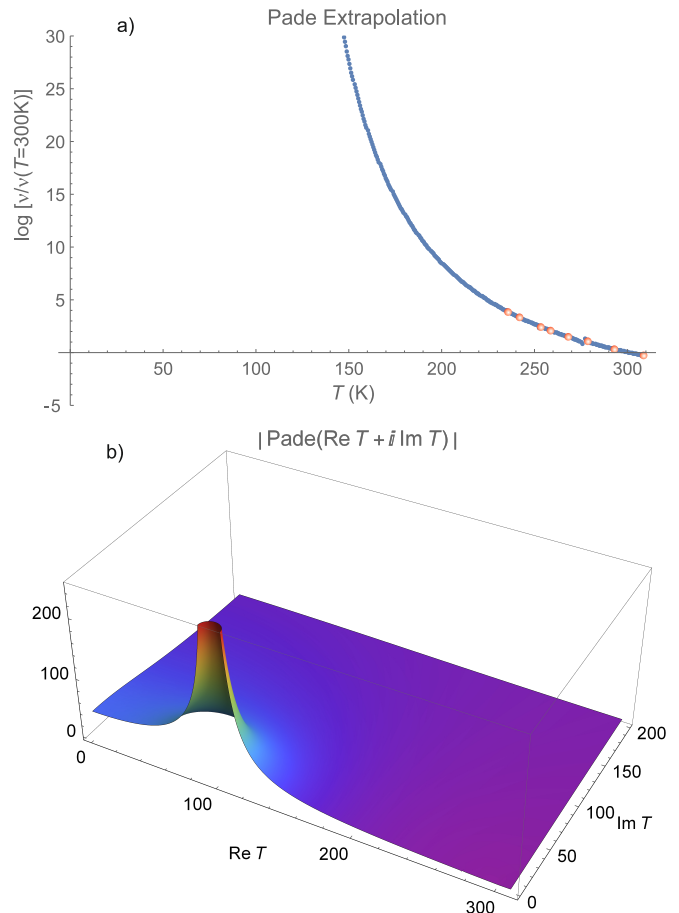 Pade Extrapolation
a)
log [ν/ν(T=300K)]
30
25
20
15
10
5
-5
50 100 150 200 250 300
T (K)
b)
|Pade(Re T + ⅈ Im T)|
200
100
0
0
100
200
300
Re T
200
150
100
50
0
Im T